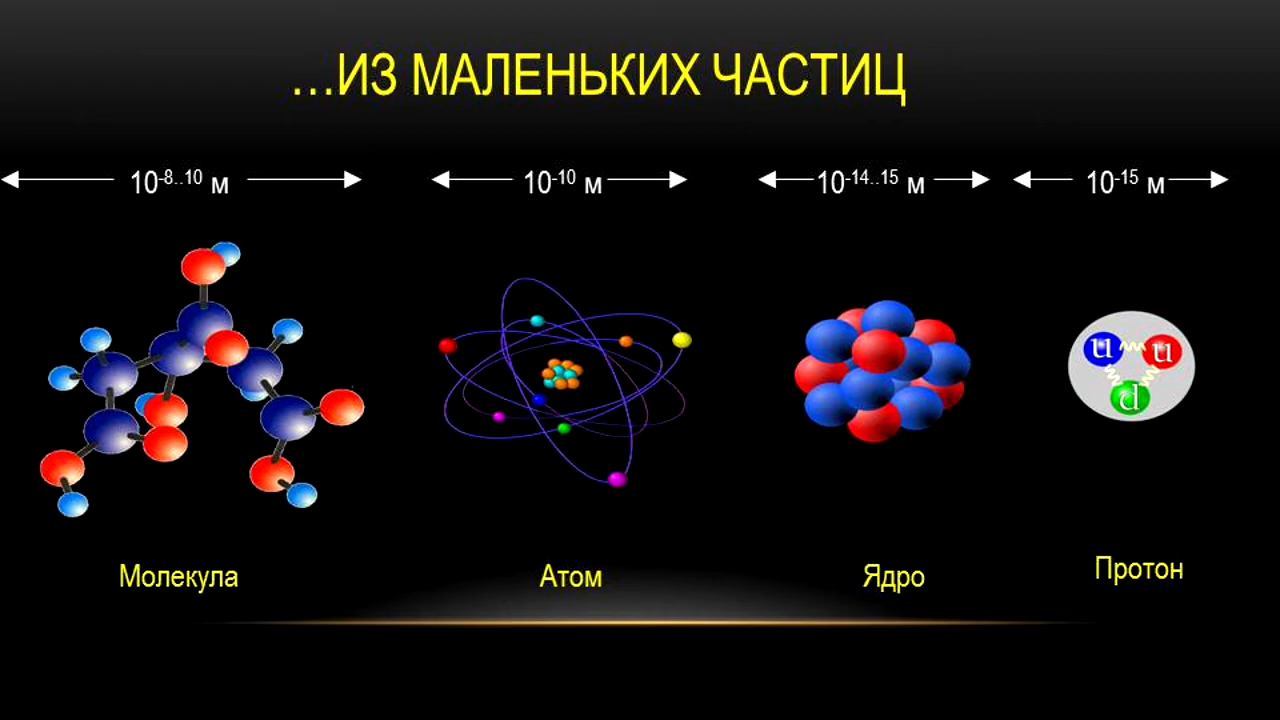 …ИЗ МАЛЕНЬКИХ ЧАСТИЦ
10-8..10 м
10-10 м
10-14..15 м
10-15 м
u
u
d
Молекула
Атом
Ядро
Протон